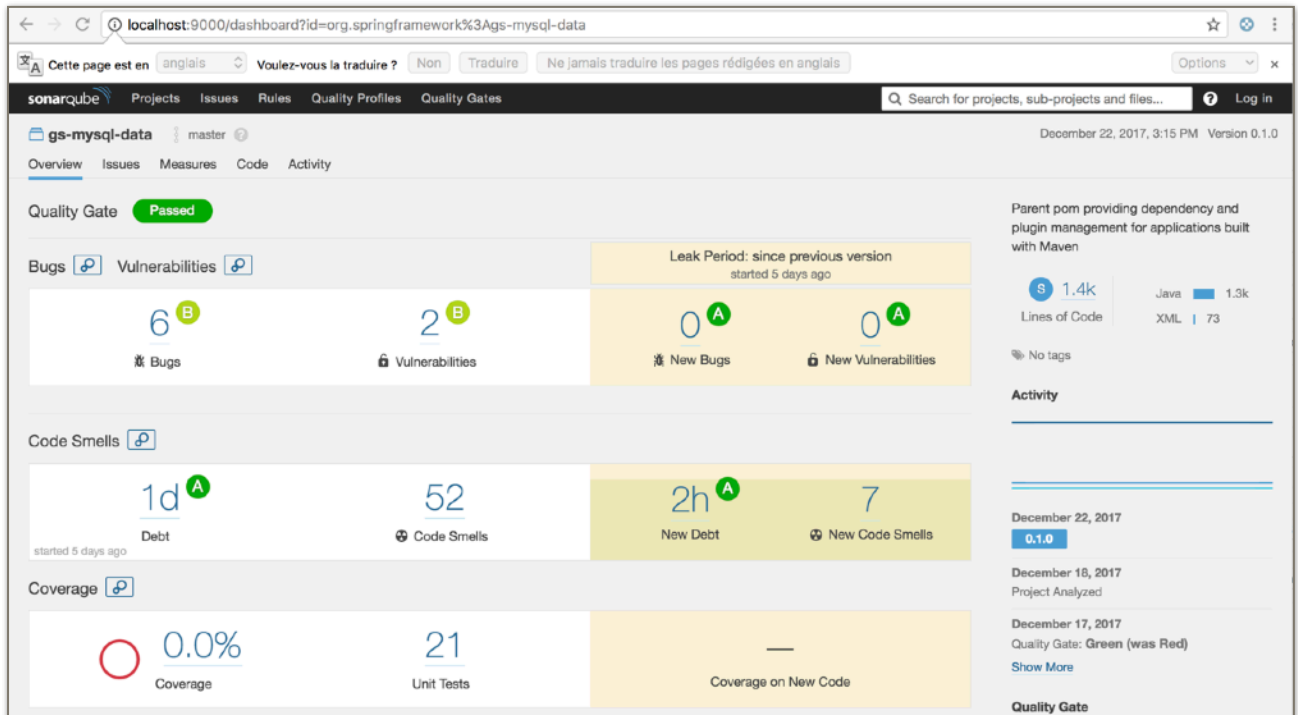 localhost:9000/dashboard?id=org.springframework%3Ags-mysql-data
Cette page est en anglais Voulez-vous la traduire ? Non Traduire Ne jamais traduire les pages rédigées en anglais Options ×
sonarqube Projects Issues Rules Quality Profiles Quality Gates Search for projects, sub-projects and files... ? Log in
gs-mysql-data master ? December 22, 2017, 3:15 PM Version 0.1.0
Overview Issues Measures Code Activity
Quality Gate Passed
Bugs Vulnerabilities
Leak Period: since previous version
started 5 days ago
6 B 2 B 0 A 0 A
Bugs Vulnerabilities New Bugs New Vulnerabilities
Code Smells
1d A 52 2h A 7
Debt Code Smells New Debt New Code Smells
started 5 days ago
Coverage
0.0% 21 —
Coverage Unit Tests Coverage on New Code
Parent pom providing dependency and
plugin management for applications built
with Maven
S 1.4k Java 1.3k
Lines of Code XML 73
No tags
Activity
December 22, 2017
0.1.0
December 18, 2017
Project Analyzed
December 17, 2017
Quality Gate: Green (was Red)
Show More
Quality Gate